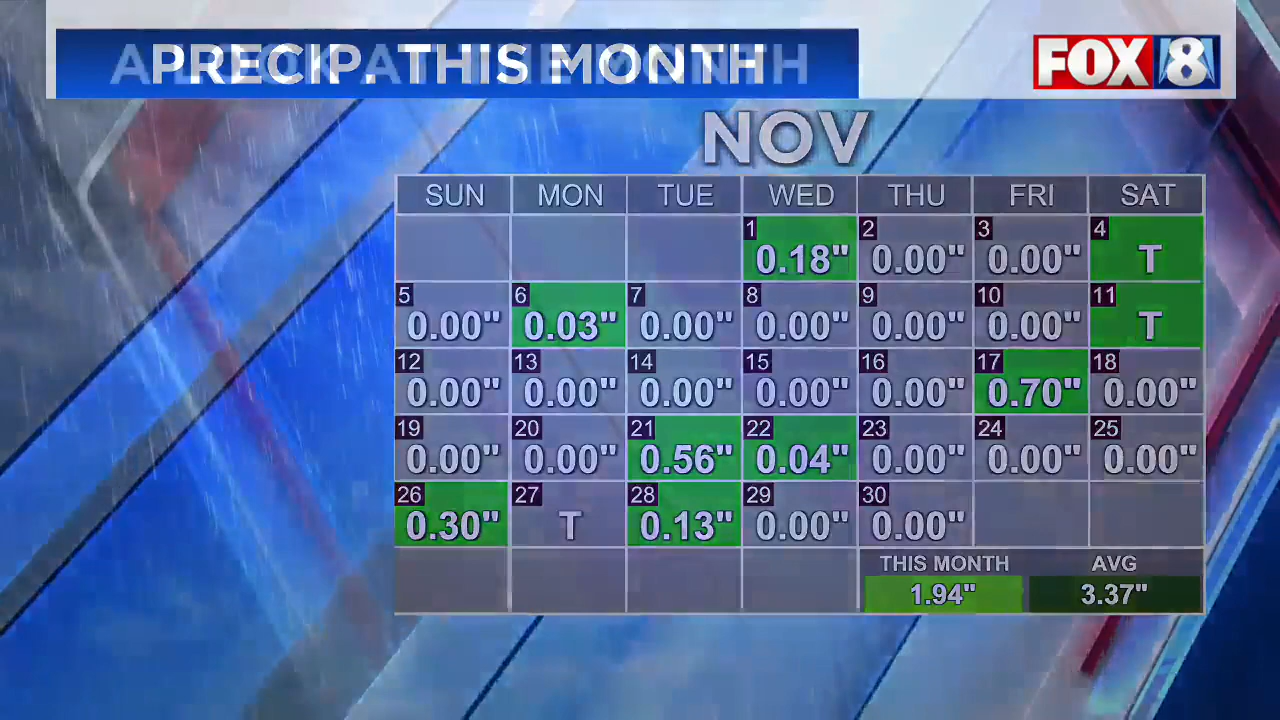 PRECIP. THIS MONTH
FOX 8
NOV
SUN MON TUE WED THU FRI SAT
1 2 3 4
0.18" 0.00" 0.00" T
5 6 7 8 9 10 11
0.00" 0.03" 0.00" 0.00" 0.00" 0.00" T
12 13 14 15 16 17 18
0.00" 0.00" 0.00" 0.00" 0.00" 0.70" 0.00"
19 20 21 22 23 24 25
0.00" 0.00" 0.56" 0.04" 0.00" 0.00" 0.00"
26 27 28 29 30
0.30" T 0.13" 0.00" 0.00"
THIS MONTH AVG
1.94" 3.37"